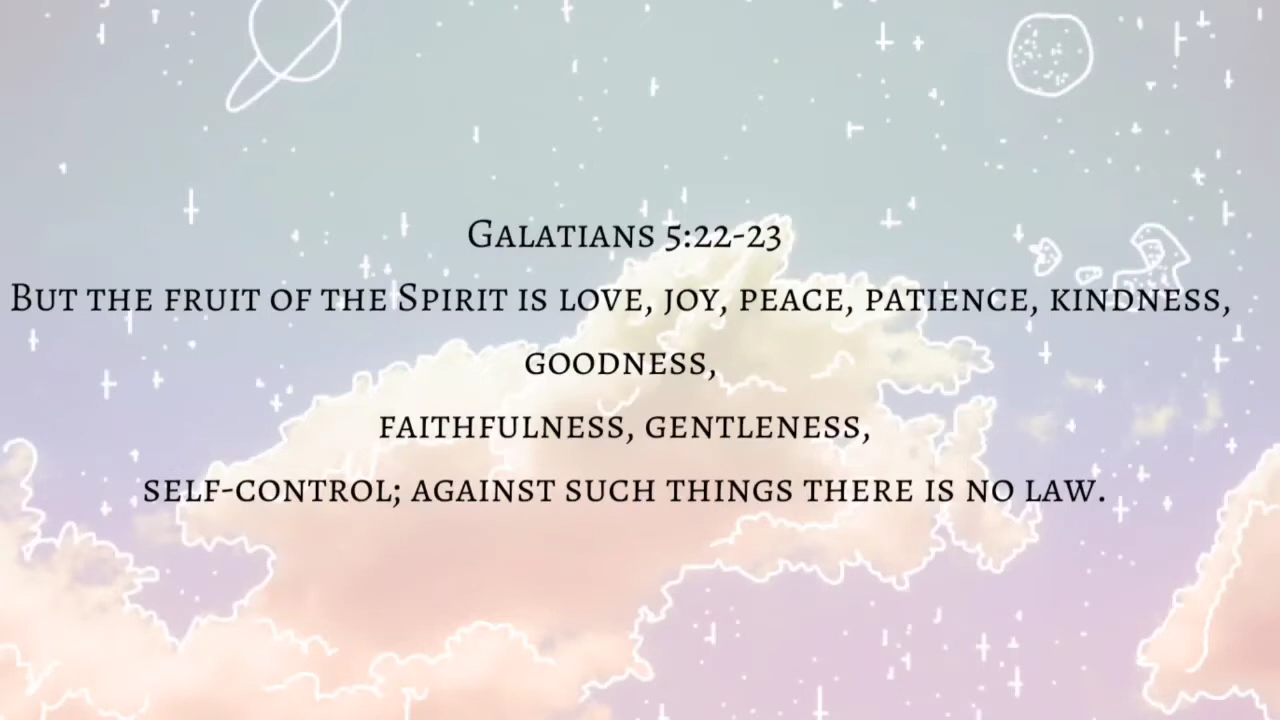 Galatians 5:22-23
But the fruit of the Spirit is love, joy, peace, patience, kindness,
goodness,
faithfulness, gentleness,
self-control; against such things there is no law.